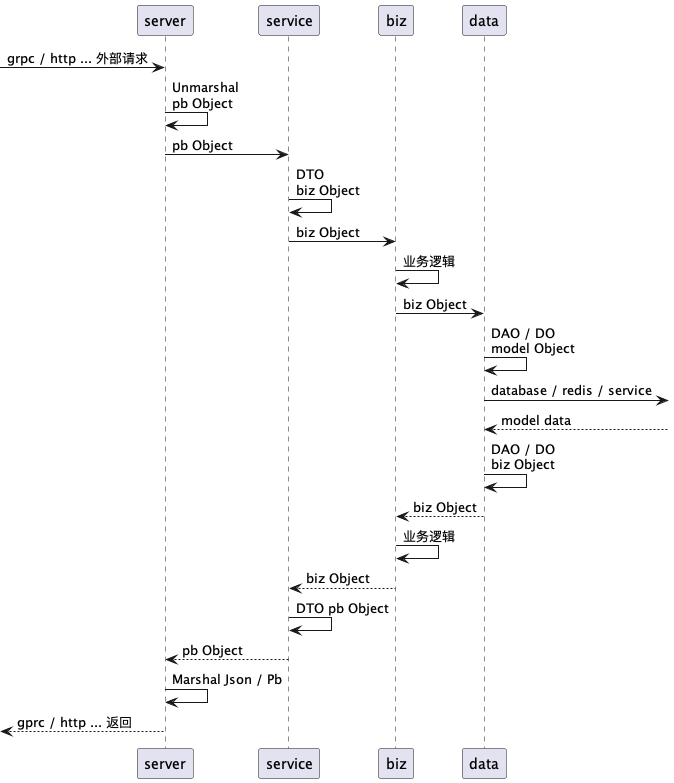 server service biz data
grpc / http ... 外部请求
Unmarshal
pb Object
pb Object
DTO
biz Object
biz Object
业务逻辑
biz Object
DAO / DO
model Object
database / redis / service
model data
DAO / DO
biz Object
biz Object
业务逻辑
biz Object
DTO pb Object
pb Object
Marshal Json / Pb
gprc / http ... 返回
server service biz data